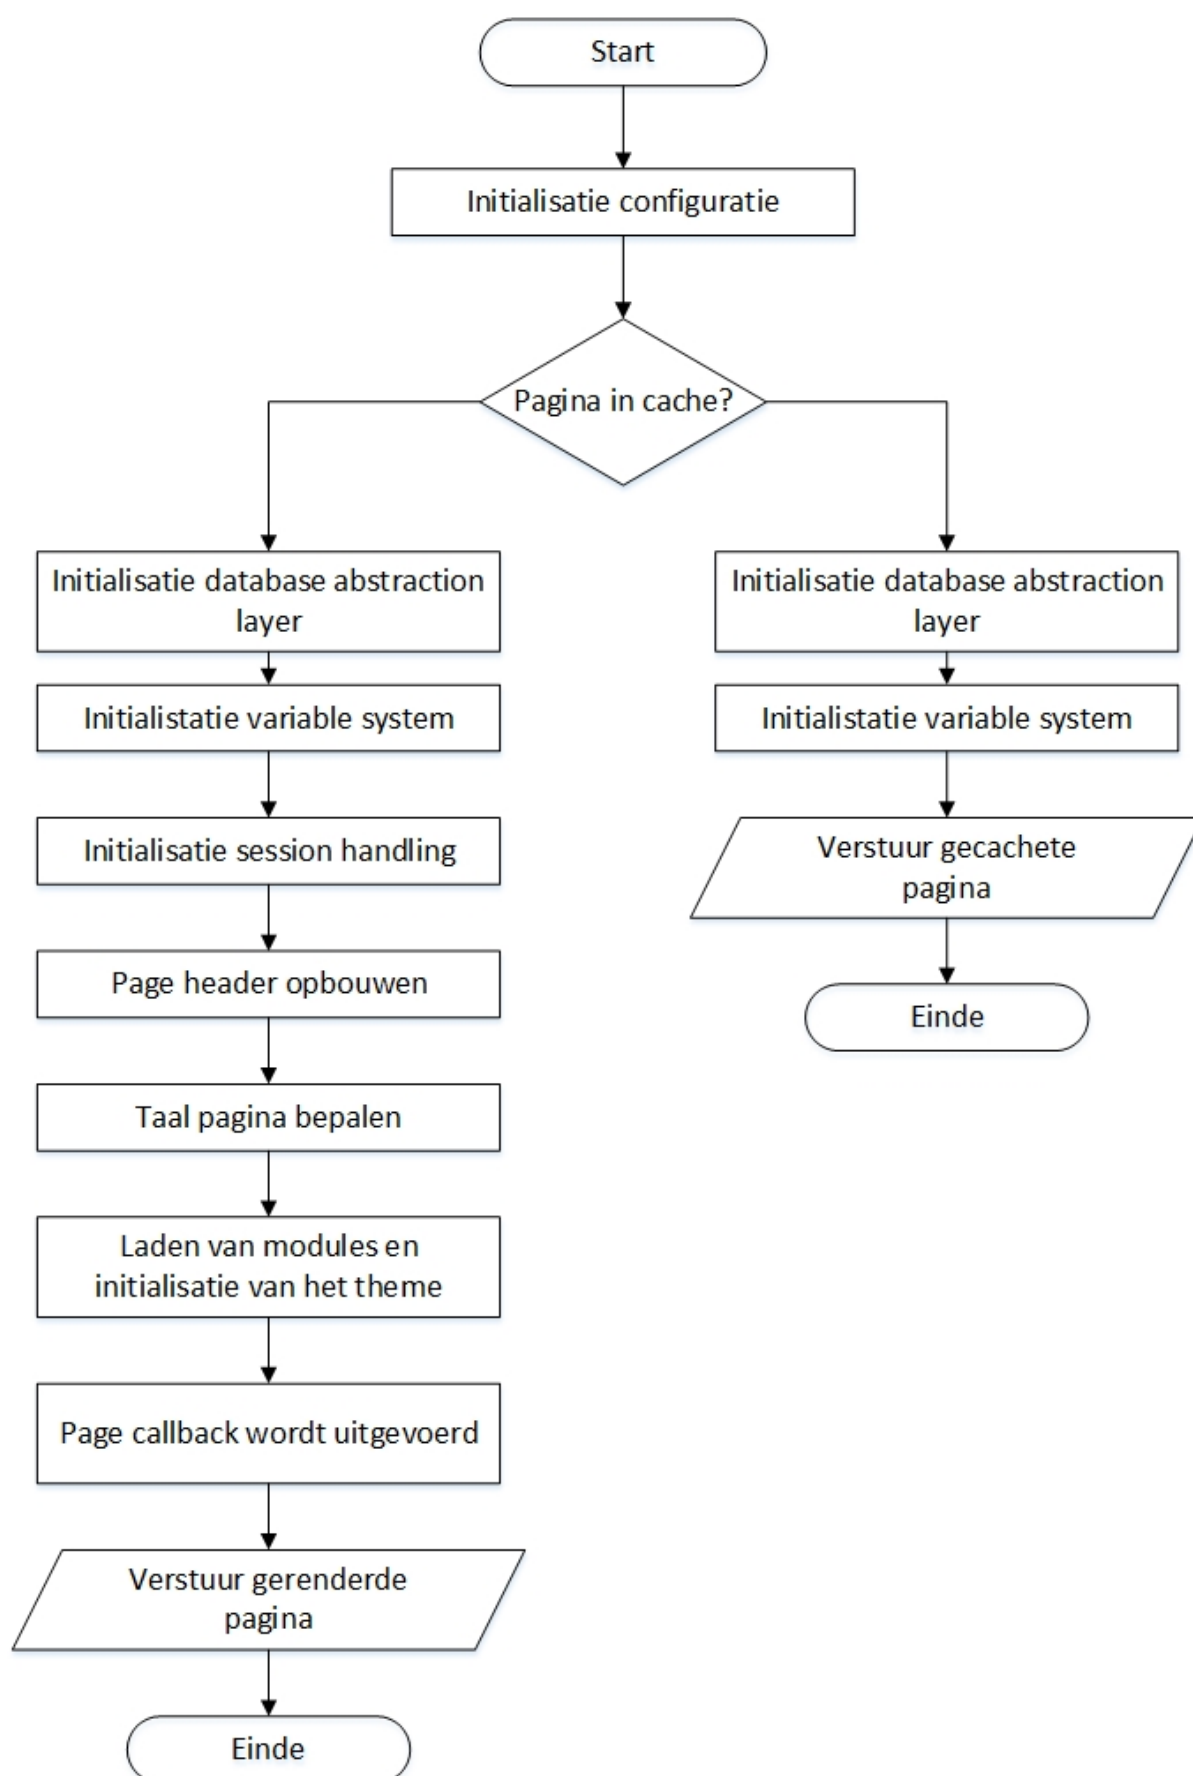 Start
Initialisatie configuratie
Pagina in cache?
Initialisatie database abstraction
layer
Initialistatie variable system
Initialisatie session handling
Page header opbouwen
Taal pagina bepalen
Laden van modules en
initialisatie van het theme
Page callback wordt uitgevoerd
Verstuur gerenderde
pagina
Einde
Initialisatie database abstraction
layer
Initialistatie variable system
Verstuur gecachete
pagina
Einde